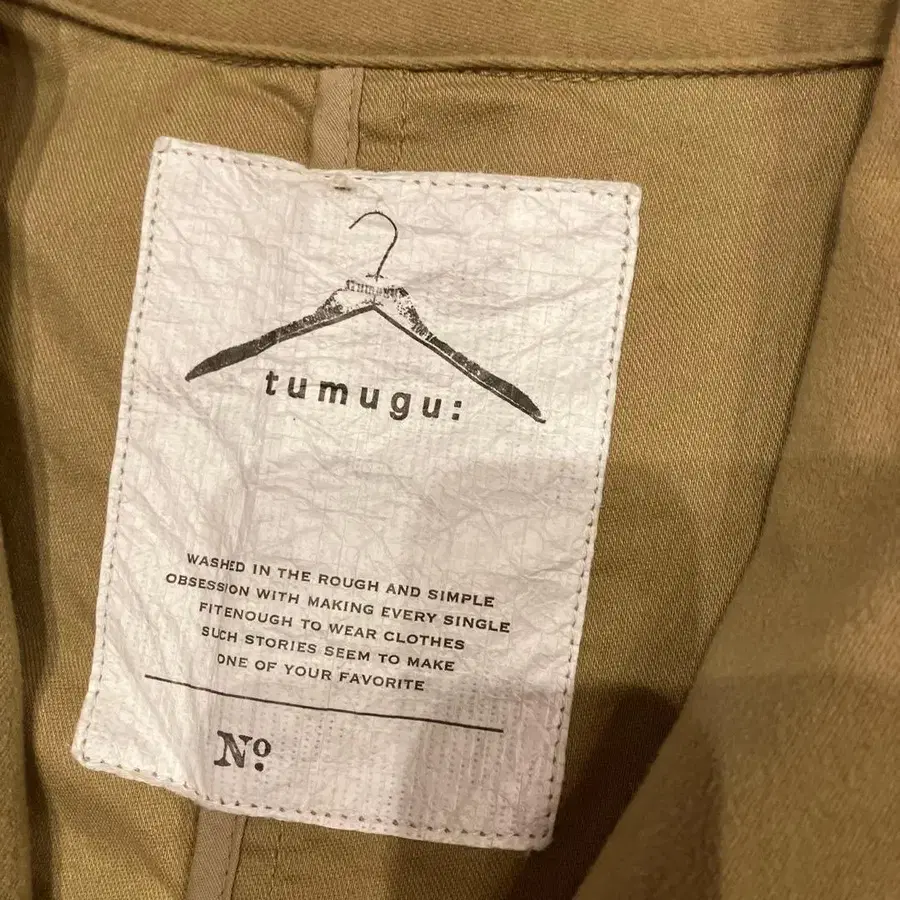 tumugu
tumugu:
WASHED IN THE ROUGH AND SIMPLE
OBSESSION WITH MAKING EVERY SINGLE
FITENOUGH TO WEAR CLOTHES
SUCH STORIES SEEM TO MAKE
ONE OF YOUR FAVORITE
Nº.